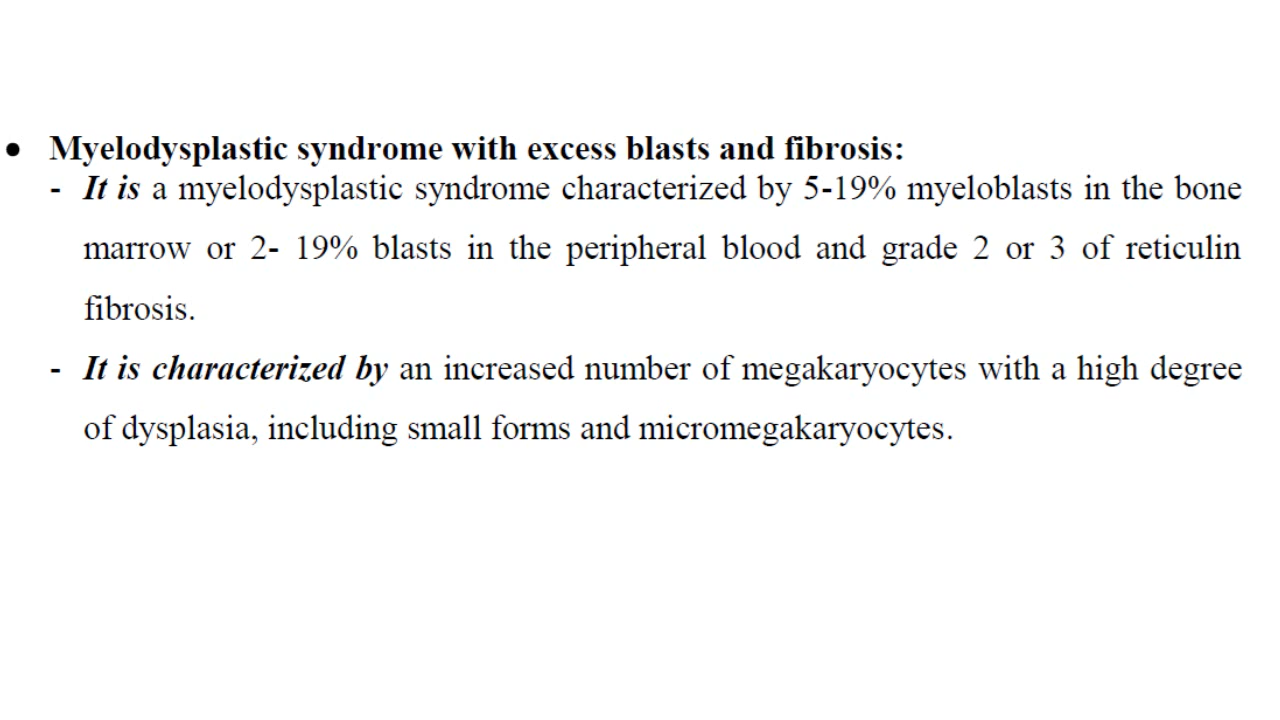 • Myelodysplastic syndrome with excess blasts and fibrosis:
- It is a myelodysplastic syndrome characterized by 5-19% myeloblasts in the bone
marrow or 2- 19% blasts in the peripheral blood and grade 2 or 3 of reticulin
fibrosis.
- It is characterized by an increased number of megakaryocytes with a high degree
of dysplasia, including small forms and micromegakaryocytes.